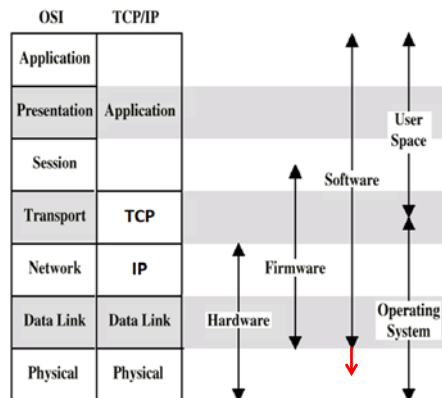 OSI TCP/IP
Application
Presentation Application
User
Space
Session
Software
Transport TCP
Firmware
Network IP
Operating
System
Data Link Data Link Hardware
Physical Physical